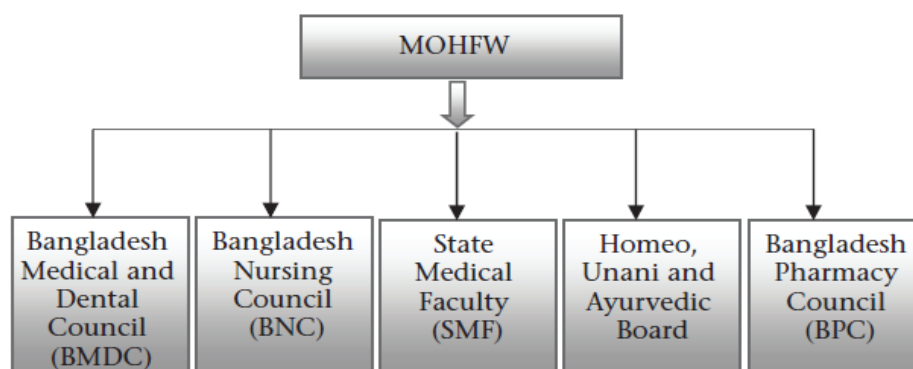 MOHFW
Bangladesh
Medical and
Dental
Council
(BMDC)
Bangladesh
Nursing
Council
(BNC)
State
Medical
Faculty
(SMF)
Homeo,
Unani and
Ayurvedic
Board
Bangladesh
Pharmacy
Council
(BPC)